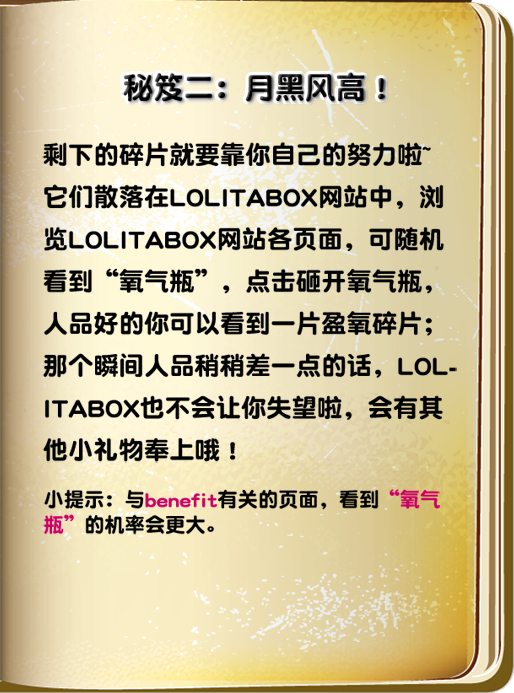 秘笈二：月黑风高！
剩下的碎片就要靠你自己的努力啦~
它们散落在LOLITABOX网站中，浏
览LOLITABOX网站各页面，可随机
看到“氧气瓶”，点击砸开氧气瓶，
人品好的你可以看到一片盈氧碎片；
那个瞬间人品稍稍差一点的话，LOL-
ITABOX也不会让你失望啦，会有其
他小礼物奉上哦！
小提示：与benefit有关的页面，看到“氧气
瓶”的机率会更大。